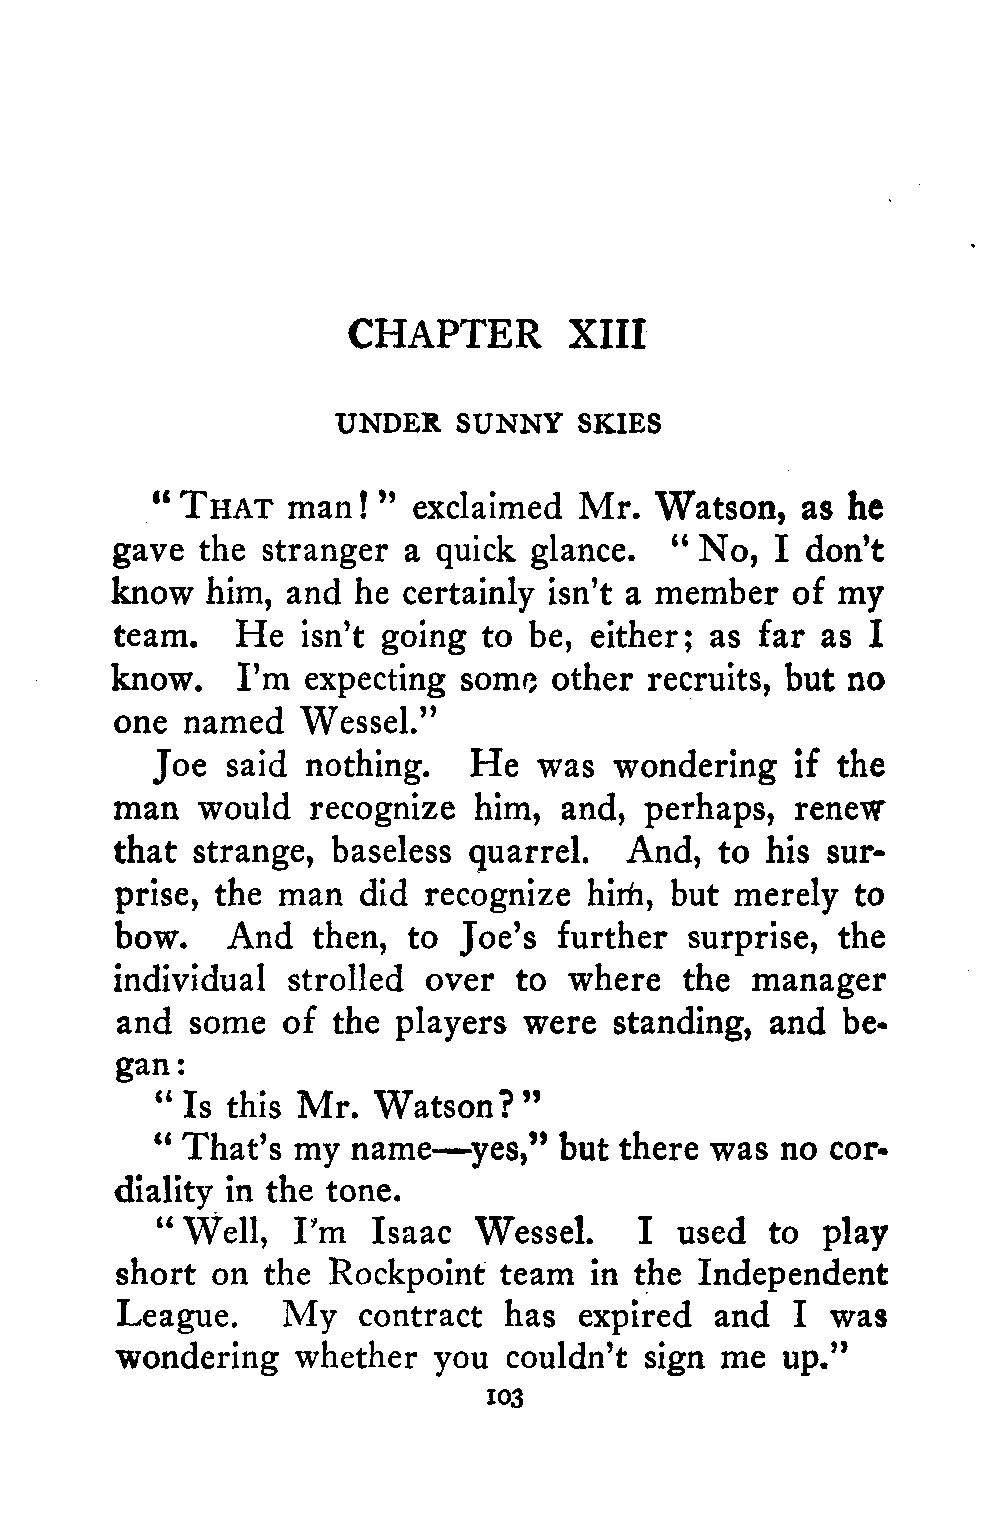 CHAPTER XIII
UNDER SUNNY SKIES
“ THAT man! ” exclaimed Mr. Watson, as he
gave the stranger a quick glance. “ No, I don’t
know him, and he certainly isn’t a member of my
team. He isn’t going to be, either; as far as I
know. I’m expecting some other recruits, but no
one named Wessel.”
Joe said nothing. He was wondering if the
man would recognize him, and, perhaps, renew
that strange, baseless quarrel. And, to his sur-
prise, the man did recognize him, but merely to
bow. And then, to Joe’s further surprise, the
individual strolled over to where the manager
and some of the players were standing, and be-
gan:
“ Is this Mr. Watson? ”
“ That’s my name—yes,” but there was no cor-
diality in the tone.
“ Well, I’m Isaac Wessel. I used to play
short on the Rockpoint team in the Independent
League. My contract has expired and I was
wondering whether you couldn’t sign me up.”
103